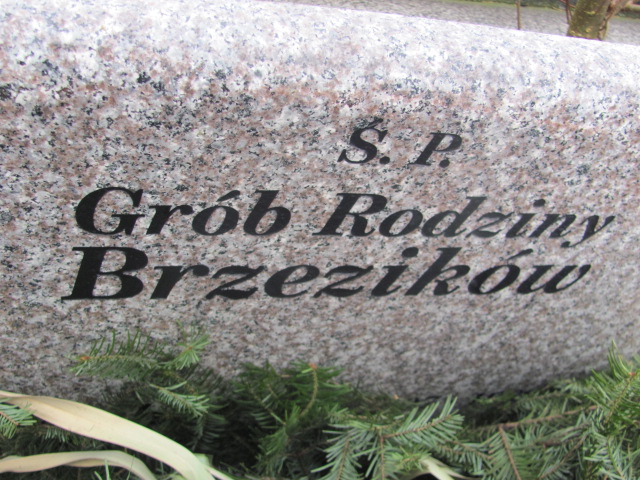 Ś. P.
Grób Rodziny
Brzezików